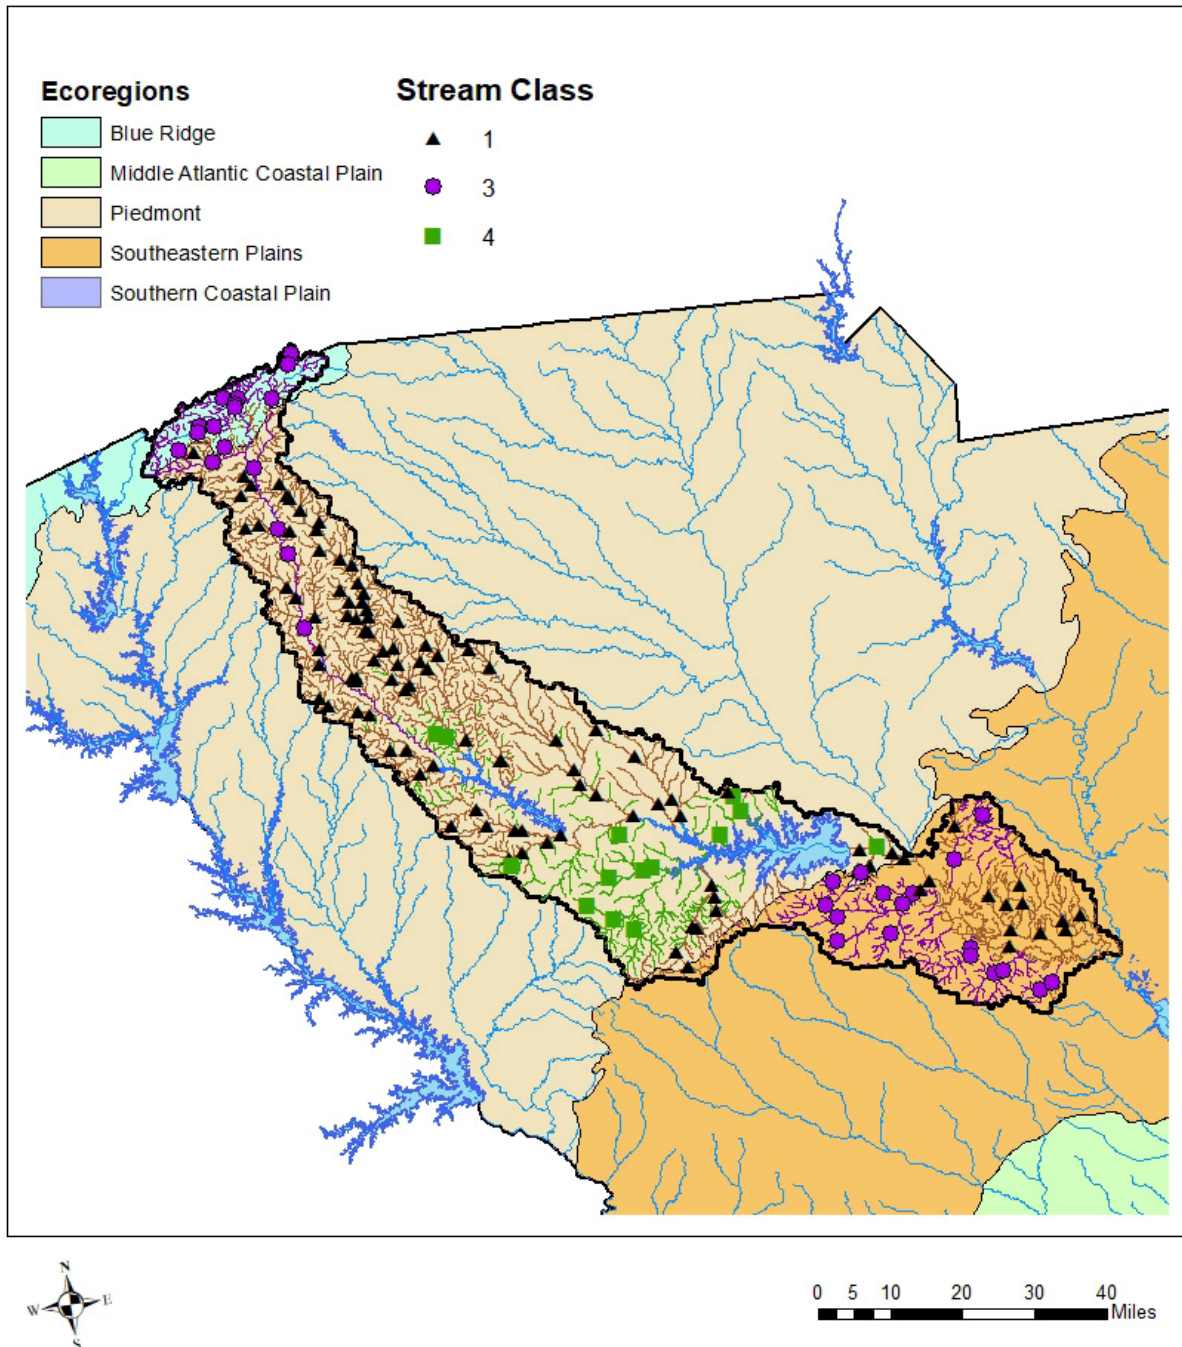 Ecoregions
Blue Ridge
Middle Atlantic Coastal Plain
Piedmont
Southeastern Plains
Southern Coastal Plain
Stream Class
1
3
4
N
W E
S
0 5 10 20 30 40
Miles